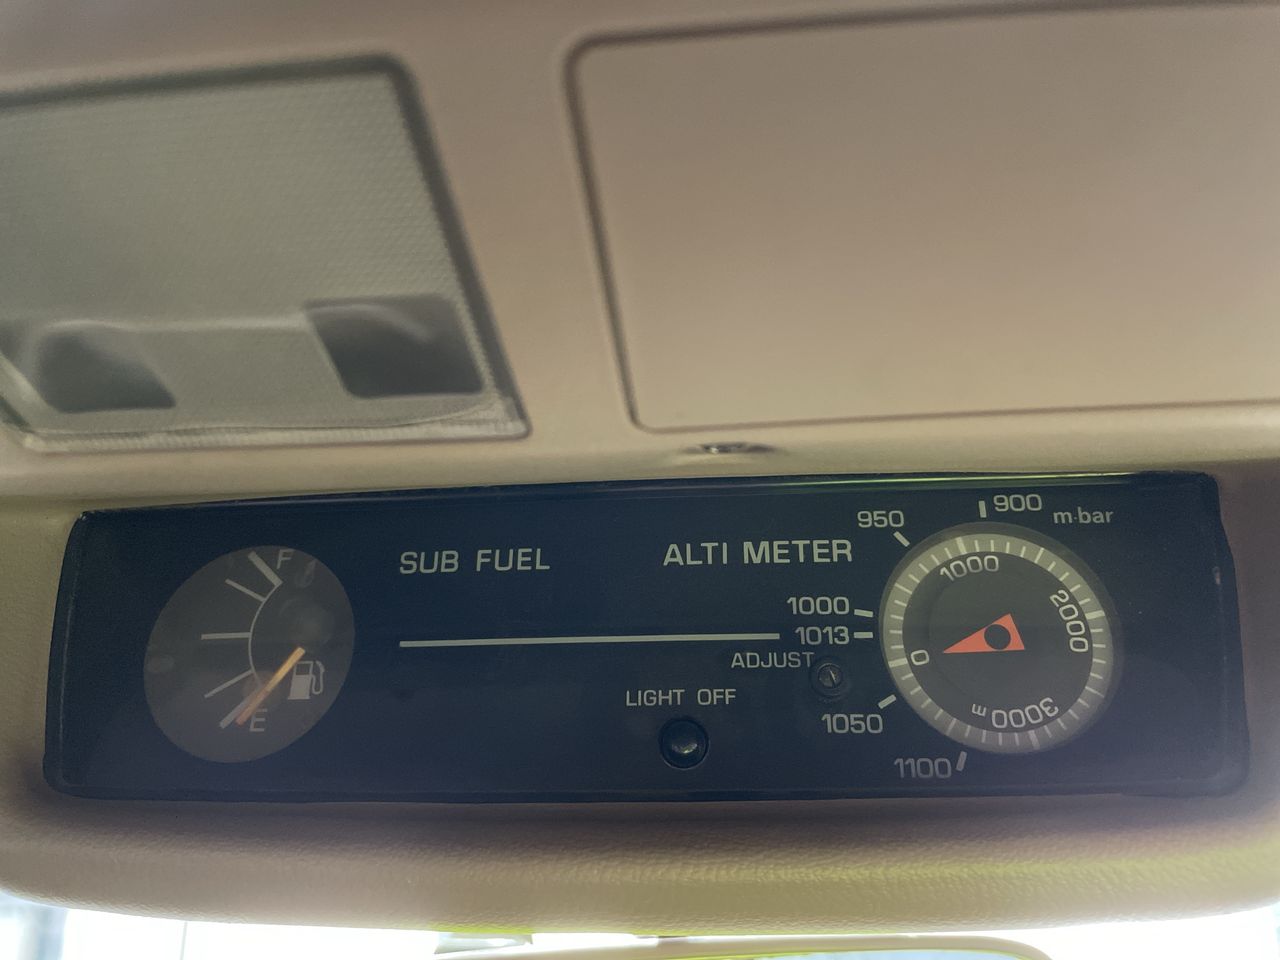 F
SUB FUEL
E
ALTI METER
950
900
m·bar
1000
1013
ADJUST
LIGHT OFF
1050
1100
0
1000
2000
3000
m